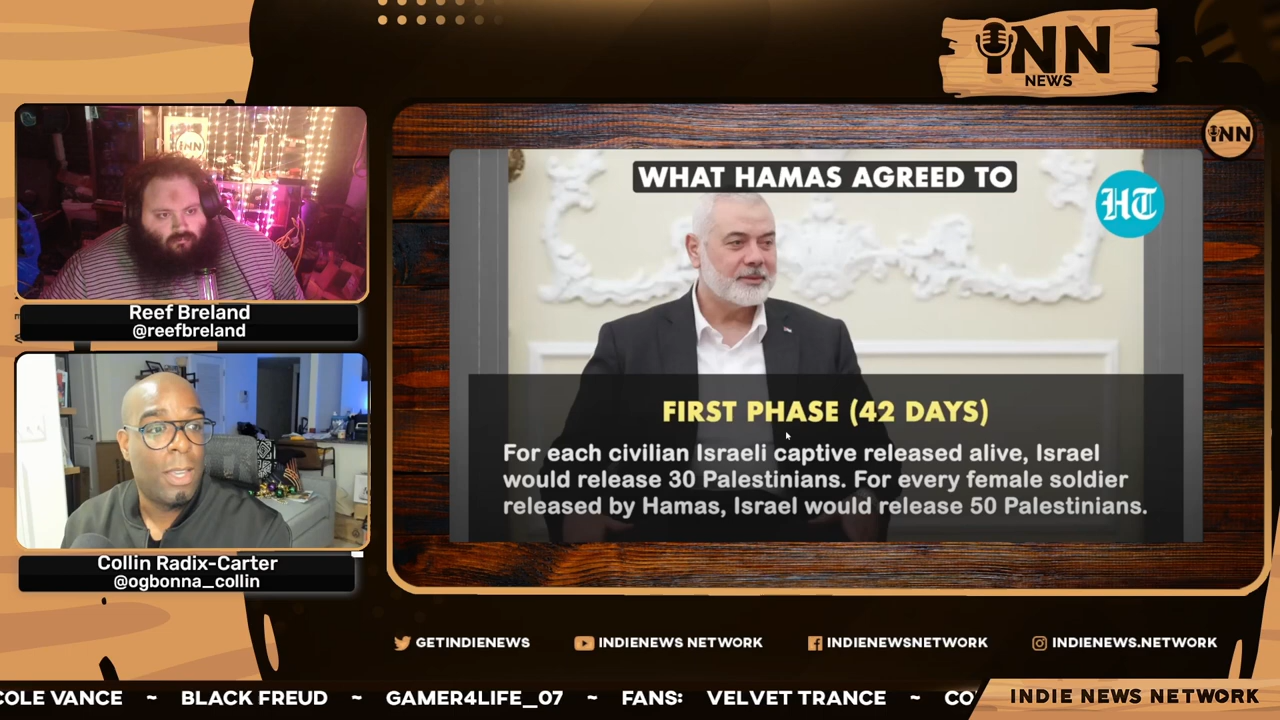 iNN
NEWS
iNN
WHAT HAMAS AGREED TO
HT
iNN
Reef Breland
@reefbreland
FIRST PHASE (42 DAYS)
For each civilian Israeli captive released alive, Israel
would release 30 Palestinians. For every female soldier
released by Hamas, Israel would release 50 Palestinians.
Collin Radix-Carter
@ogbonna_collin
GETINDIENEWS
INDIENEWS NETWORK
INDIENEWSNETWORK
INDIENEWS.NETWORK
COLE VANCE ~ BLACK FREUD ~ GAMER4LIFE_07 ~ FANS: VELVET TRANCE ~ CO
INDIE NEWS NETWORK